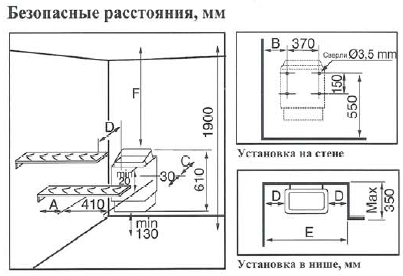 Безопасные расстояния, мм
D
F
1900
min
20
30
C
610
A
410
min
130
B
370
Сверли Ø3,5 mm
150
550
Установка на стене
D
D
E
Max
350
Установка в нише, мм